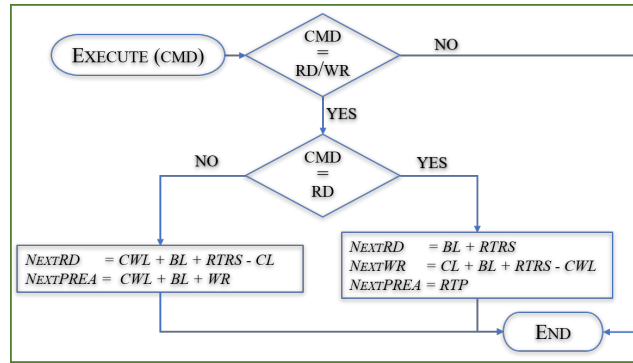 EXECUTE (CMD)
CMD
=
RD/WR
NO
YES
CMD
=
RD
NO
YES
NEXTRD = CWL + BL + RTRS - CL
NEXTPREA = CWL + BL + WR
NEXTRD = BL + RTRS
NEXTWR = CL + BL + RTRS - CWL
NEXTPREA = RTP
END